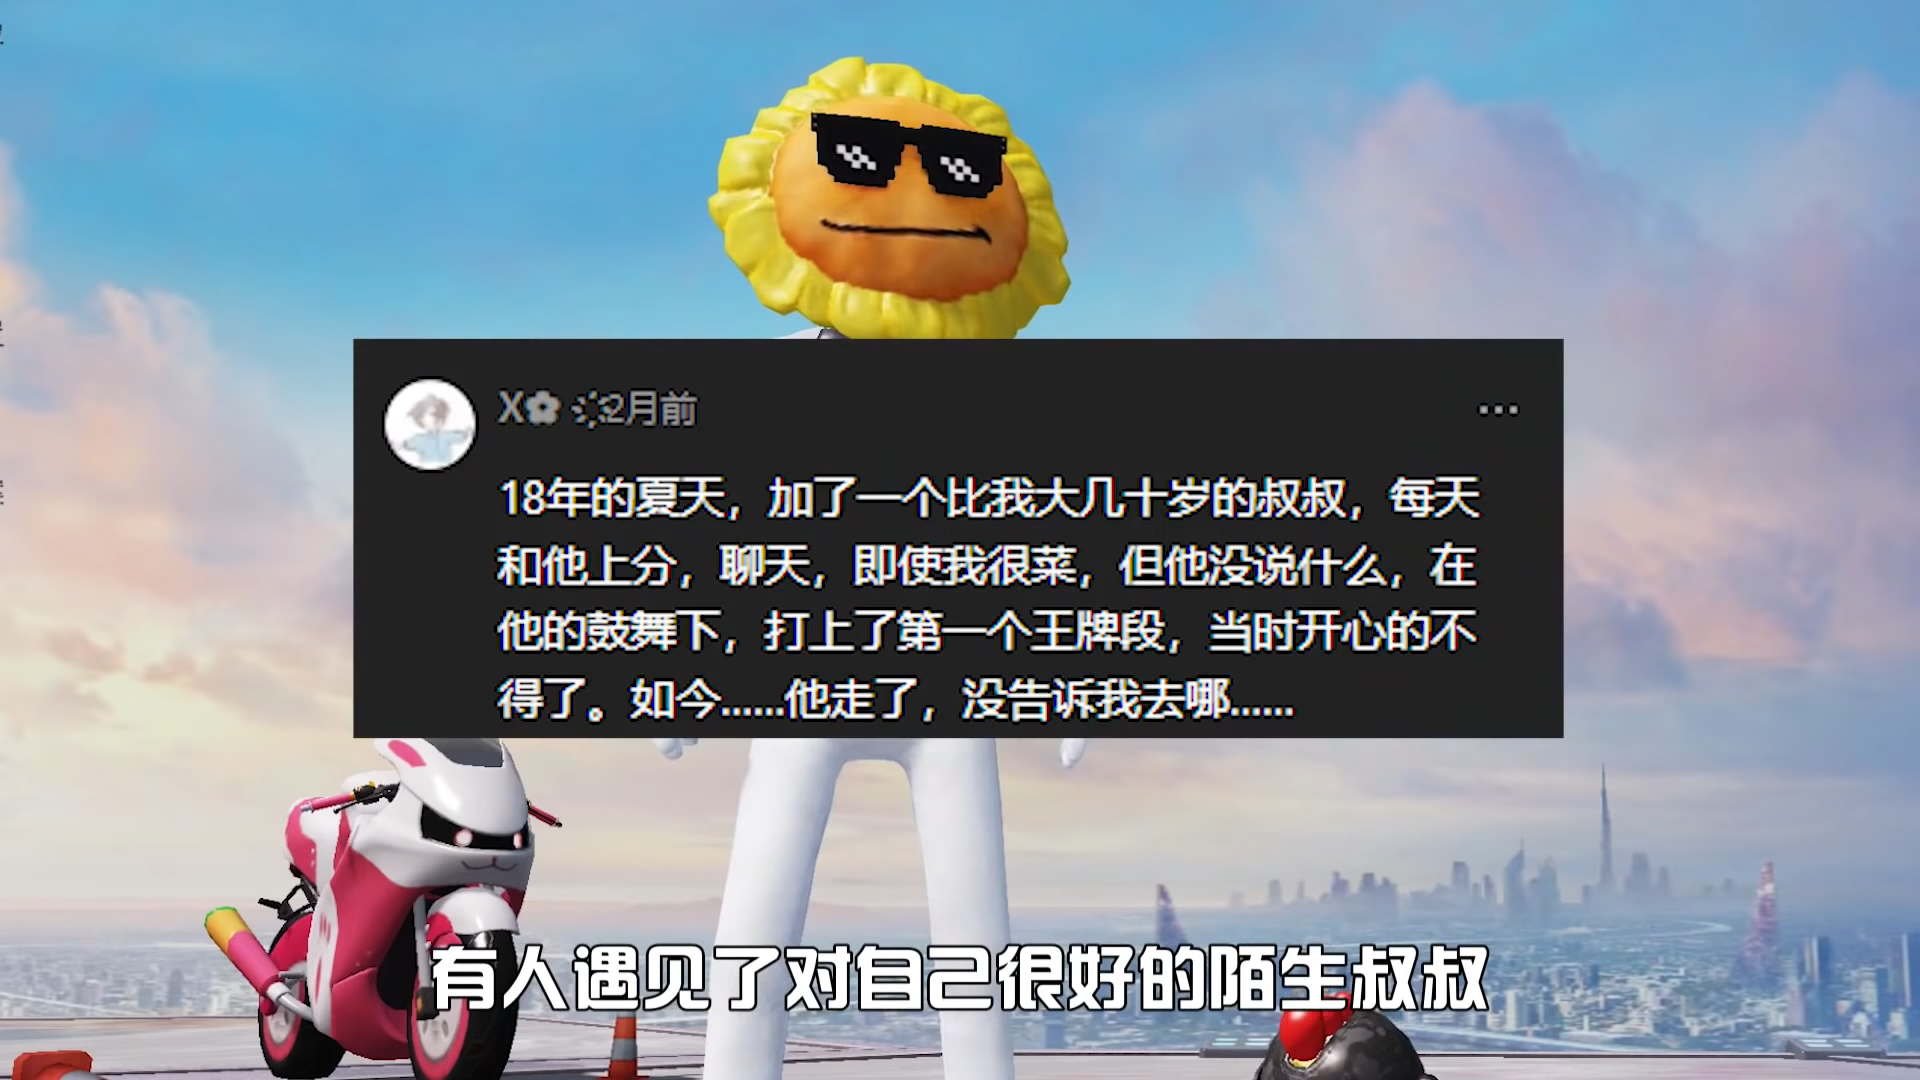 X✿ 2月前
18年的夏天，加了一个比我大几十岁的叔叔，每天
和他上分，聊天，即使我很菜，但他没说什么，在
他的鼓舞下，打上了第一个王牌段，当时开心的不
得了。如今......他走了，没告诉我去哪......
有人遇见了对自己很好的陌生叔叔